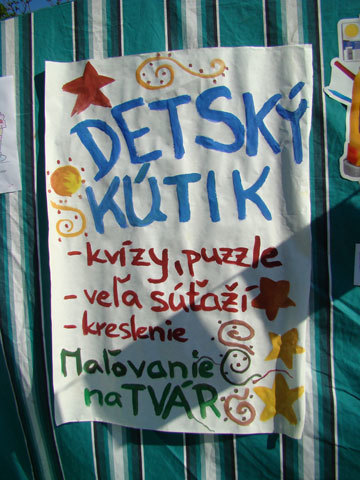 DETSKÝ
KÚTIK
- kvízy, puzzle
- veľa súťaží
- kreslenie
Maľovanie
na TVÁR